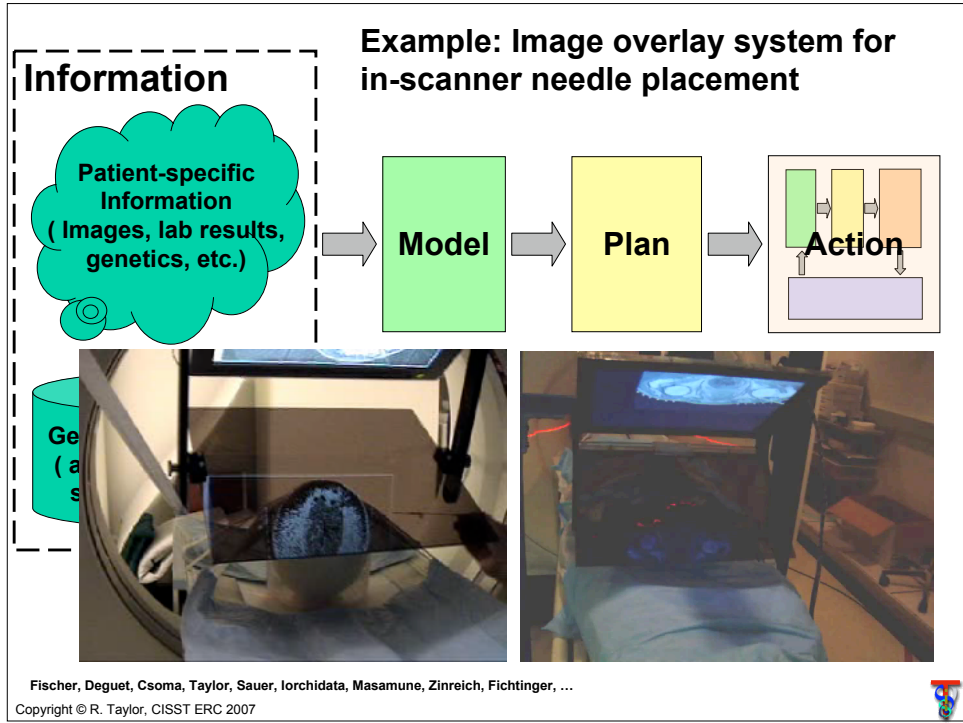 Example: Image overlay system for
in-scanner needle placement
Information
Patient-specific
Information
( Images, lab results,
genetics, etc.)
Model
Plan
Action
Fischer, Deguet, Csoma, Taylor, Sauer, Iorchidata, Masamune, Zinreich, Fichtinger, …
Copyright © R. Taylor, CISST ERC 2007